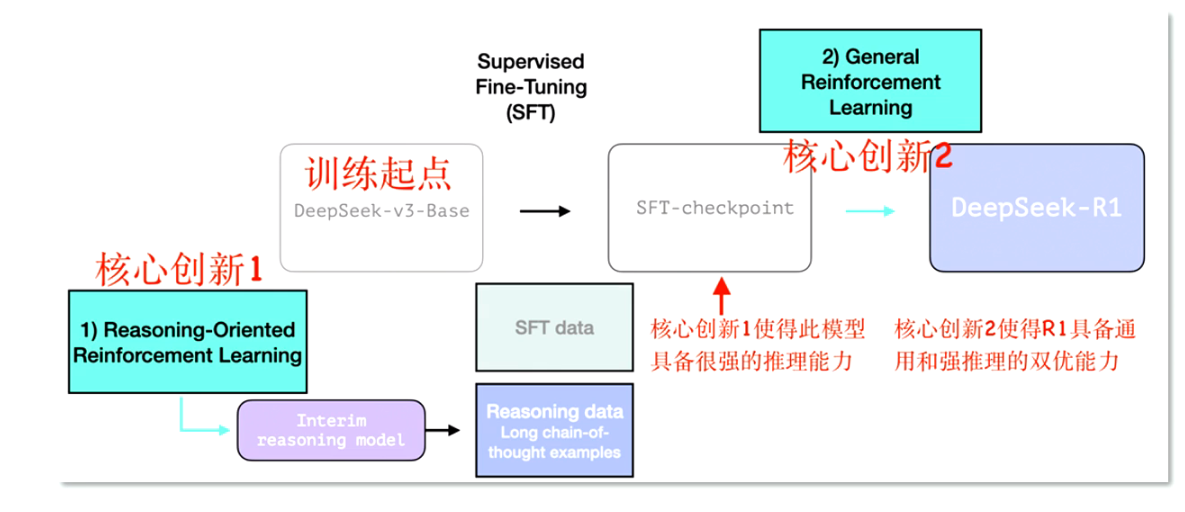 Supervised
Fine-Tuning
(SFT)
2) General
Reinforcement
Learning
核心创新2
训练起点
DeepSeek-v3-Base
SFT-checkpoint
DeepSeek-R1
核心创新1
1) Reasoning-Oriented
Reinforcement Learning
SFT data
核心创新1使得此模型
具备很强的推理能力
核心创新2使得R1具备通
用和强推理的双优能力
Interim
reasoning model
Reasoning data
Long chain-of-
thought examples